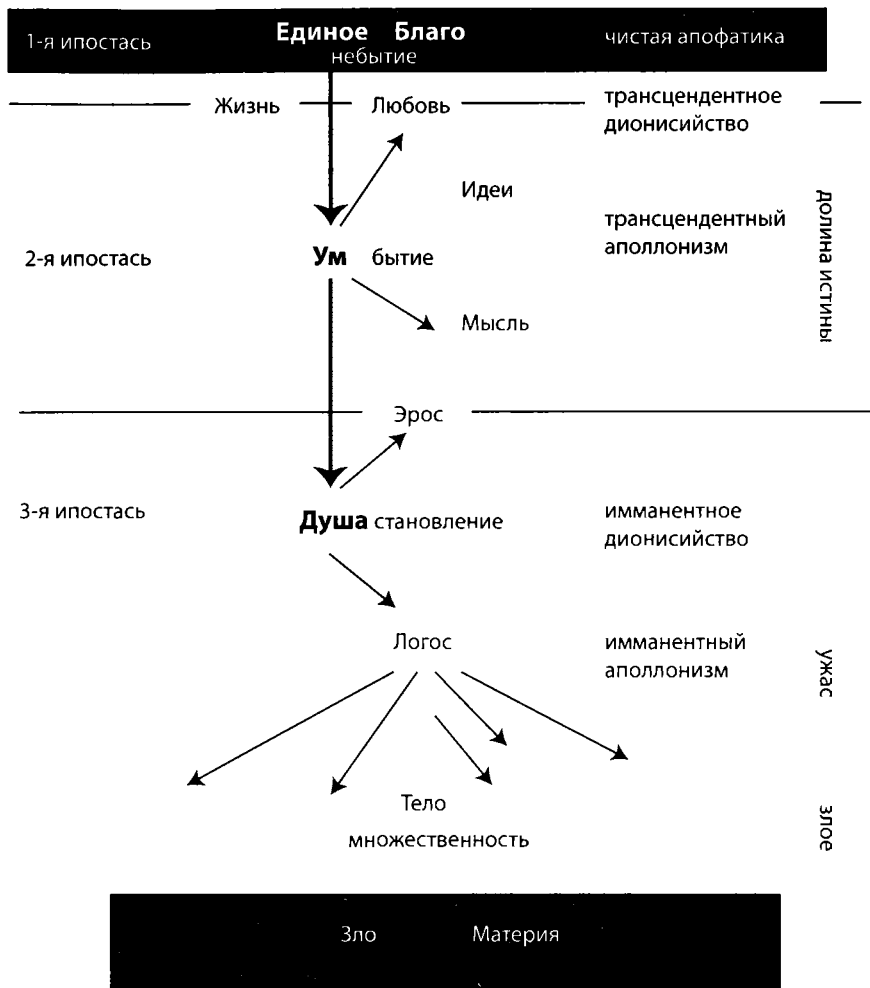 1-я ипостась
Единое Благо
небытие
чистая апофатика
Жизнь
Любовь
трансцендентное
дионисийство
Идеи
трансцендентный
аполлонизм
долина истины
2-я ипостась
Ум бытие
Мысль
Эрос
3-я ипостась
Душа становление
имманентное
дионисийство
Логос
имманентный
аполлонизм
ужас
Тело
множественность
злое
Зло Материя